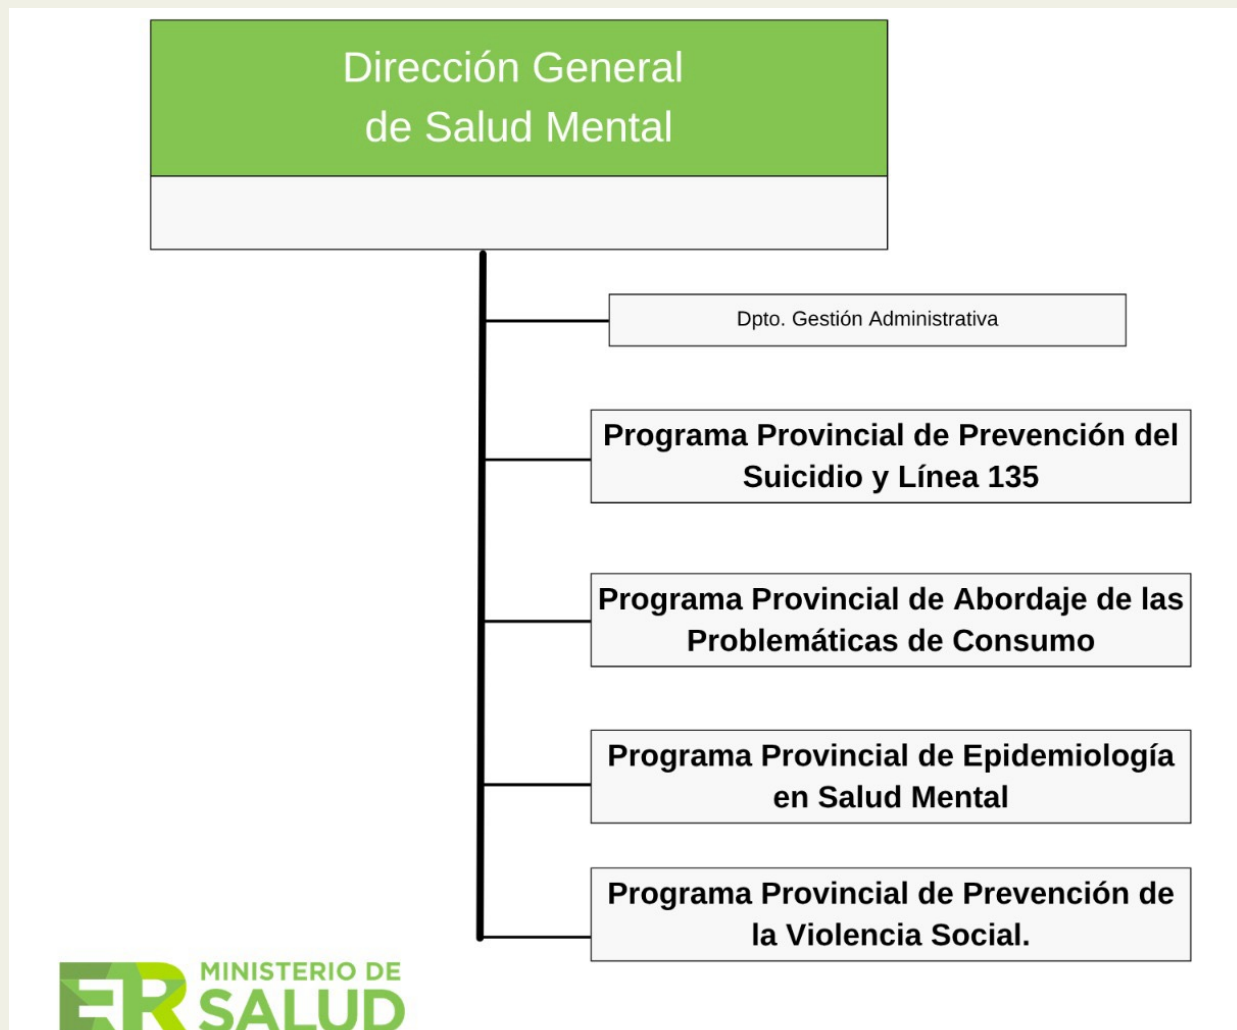 Dirección General
de Salud Mental
Dpto. Gestión Administrativa
Programa Provincial de Prevención del
Suicidio y Línea 135
Programa Provincial de Abordaje de las
Problemáticas de Consumo
Programa Provincial de Epidemiología
en Salud Mental
Programa Provincial de Prevención de
la Violencia Social.
ER MINISTERIO DE
SALUD